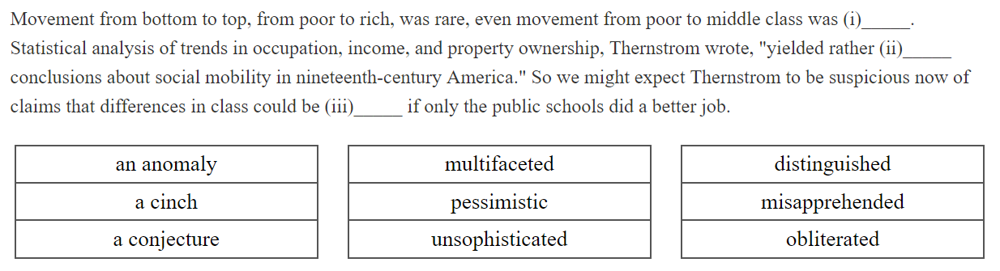 Movement from bottom to top, from poor to rich, was rare, even movement from poor to middle class was (i)_____.
Statistical analysis of trends in occupation, income, and property ownership, Thernstrom wrote, "yielded rather (ii)_____
conclusions about social mobility in nineteenth-century America." So we might expect Thernstrom to be suspicious now of
claims that differences in class could be (iii)_____ if only the public schools did a better job.
an anomaly multifaceted distinguished
a cinch pessimistic misapprehended
a conjecture unsophisticated obliterated